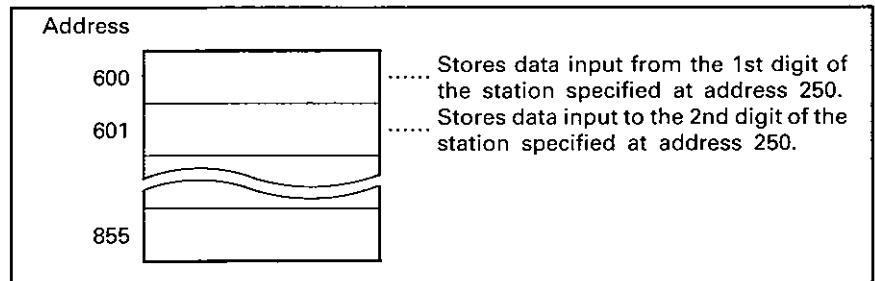 Address
600
...... Stores data input from the 1st digit of
the station specified at address 250.
601
...... Stores data input to the 2nd digit of the
station specified at address 250.
855